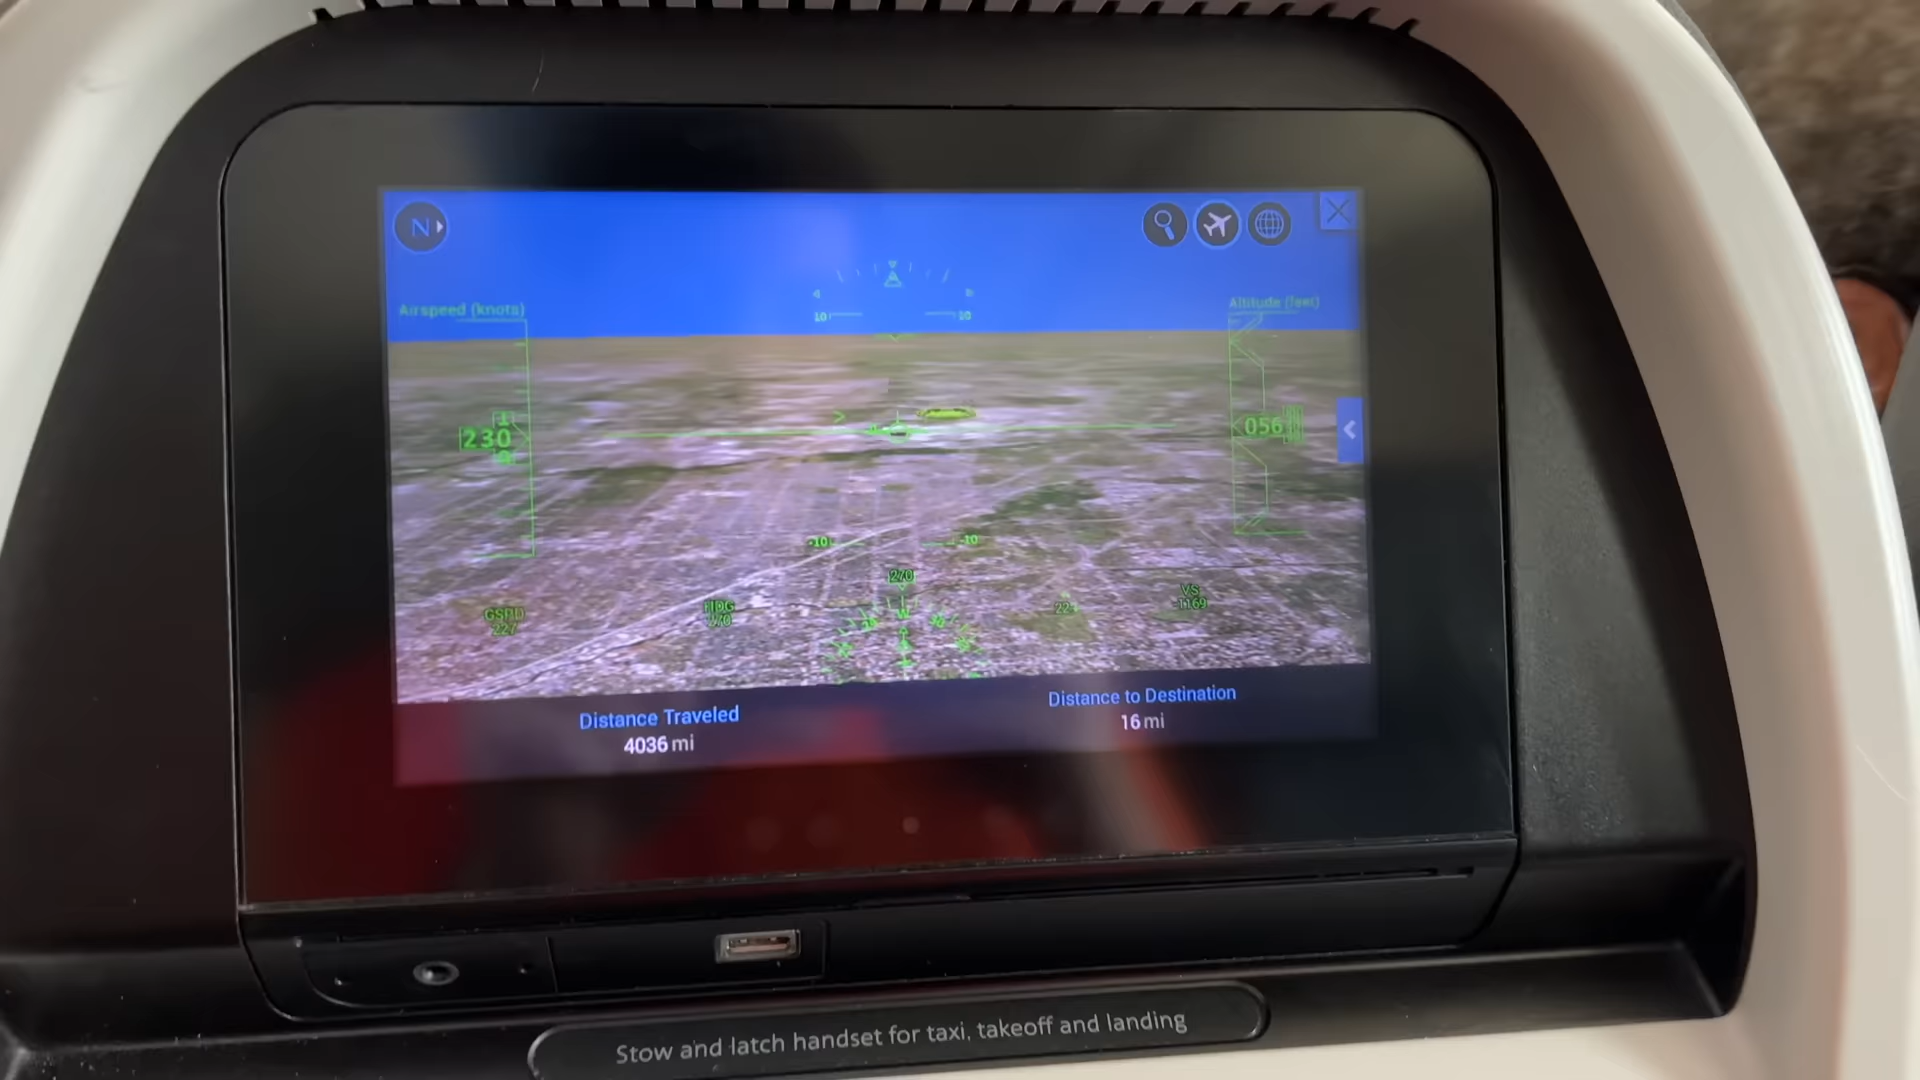 N
Airspeed (knots)
Altitude (feet)
10 10
230
056
-10 -10
270
GSPD
227
HDG
270
VS
-1169
W
Distance Traveled
4036 mi
Distance to Destination
16 mi
Stow and latch handset for taxi, takeoff and landing